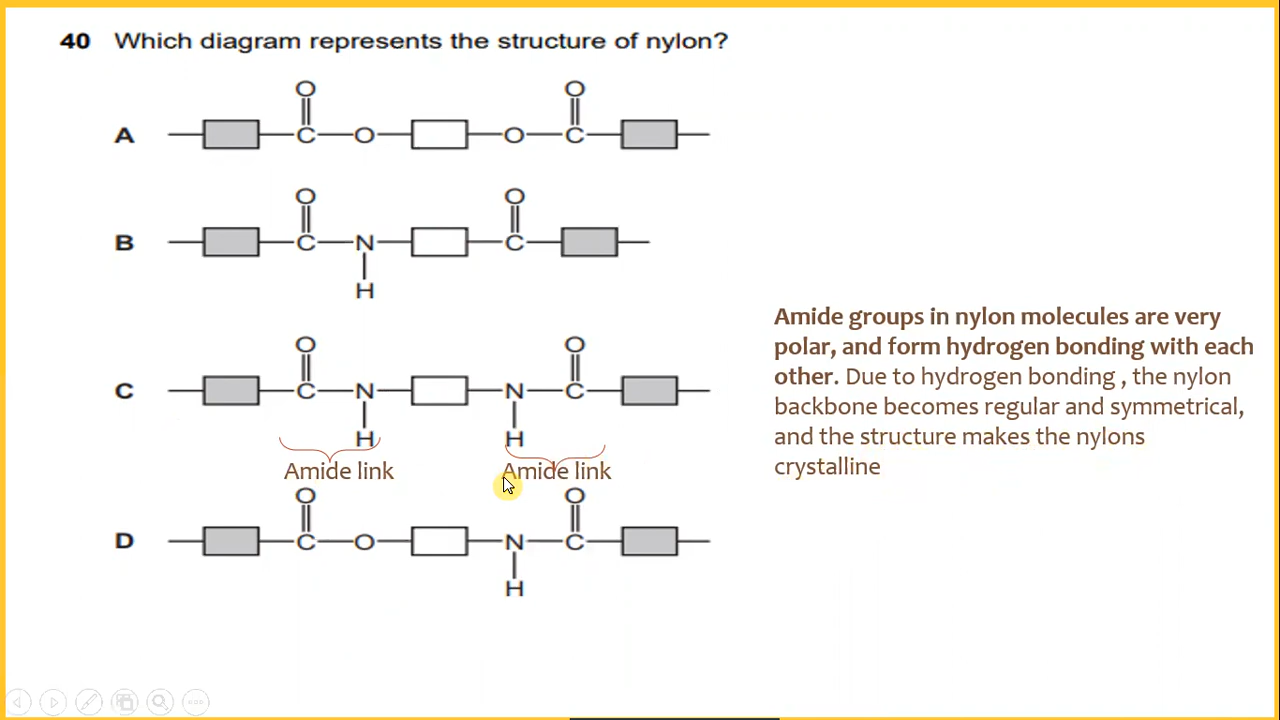 40 Which diagram represents the structure of nylon?
O O
A C O O C
O O
B C N C
H
O O
C C N N C
H H
Amide link Amide link
O O
D C O N C
H
Amide groups in nylon molecules are very
polar, and form hydrogen bonding with each
other. Due to hydrogen bonding , the nylon
backbone becomes regular and symmetrical,
and the structure makes the nylons
crystalline